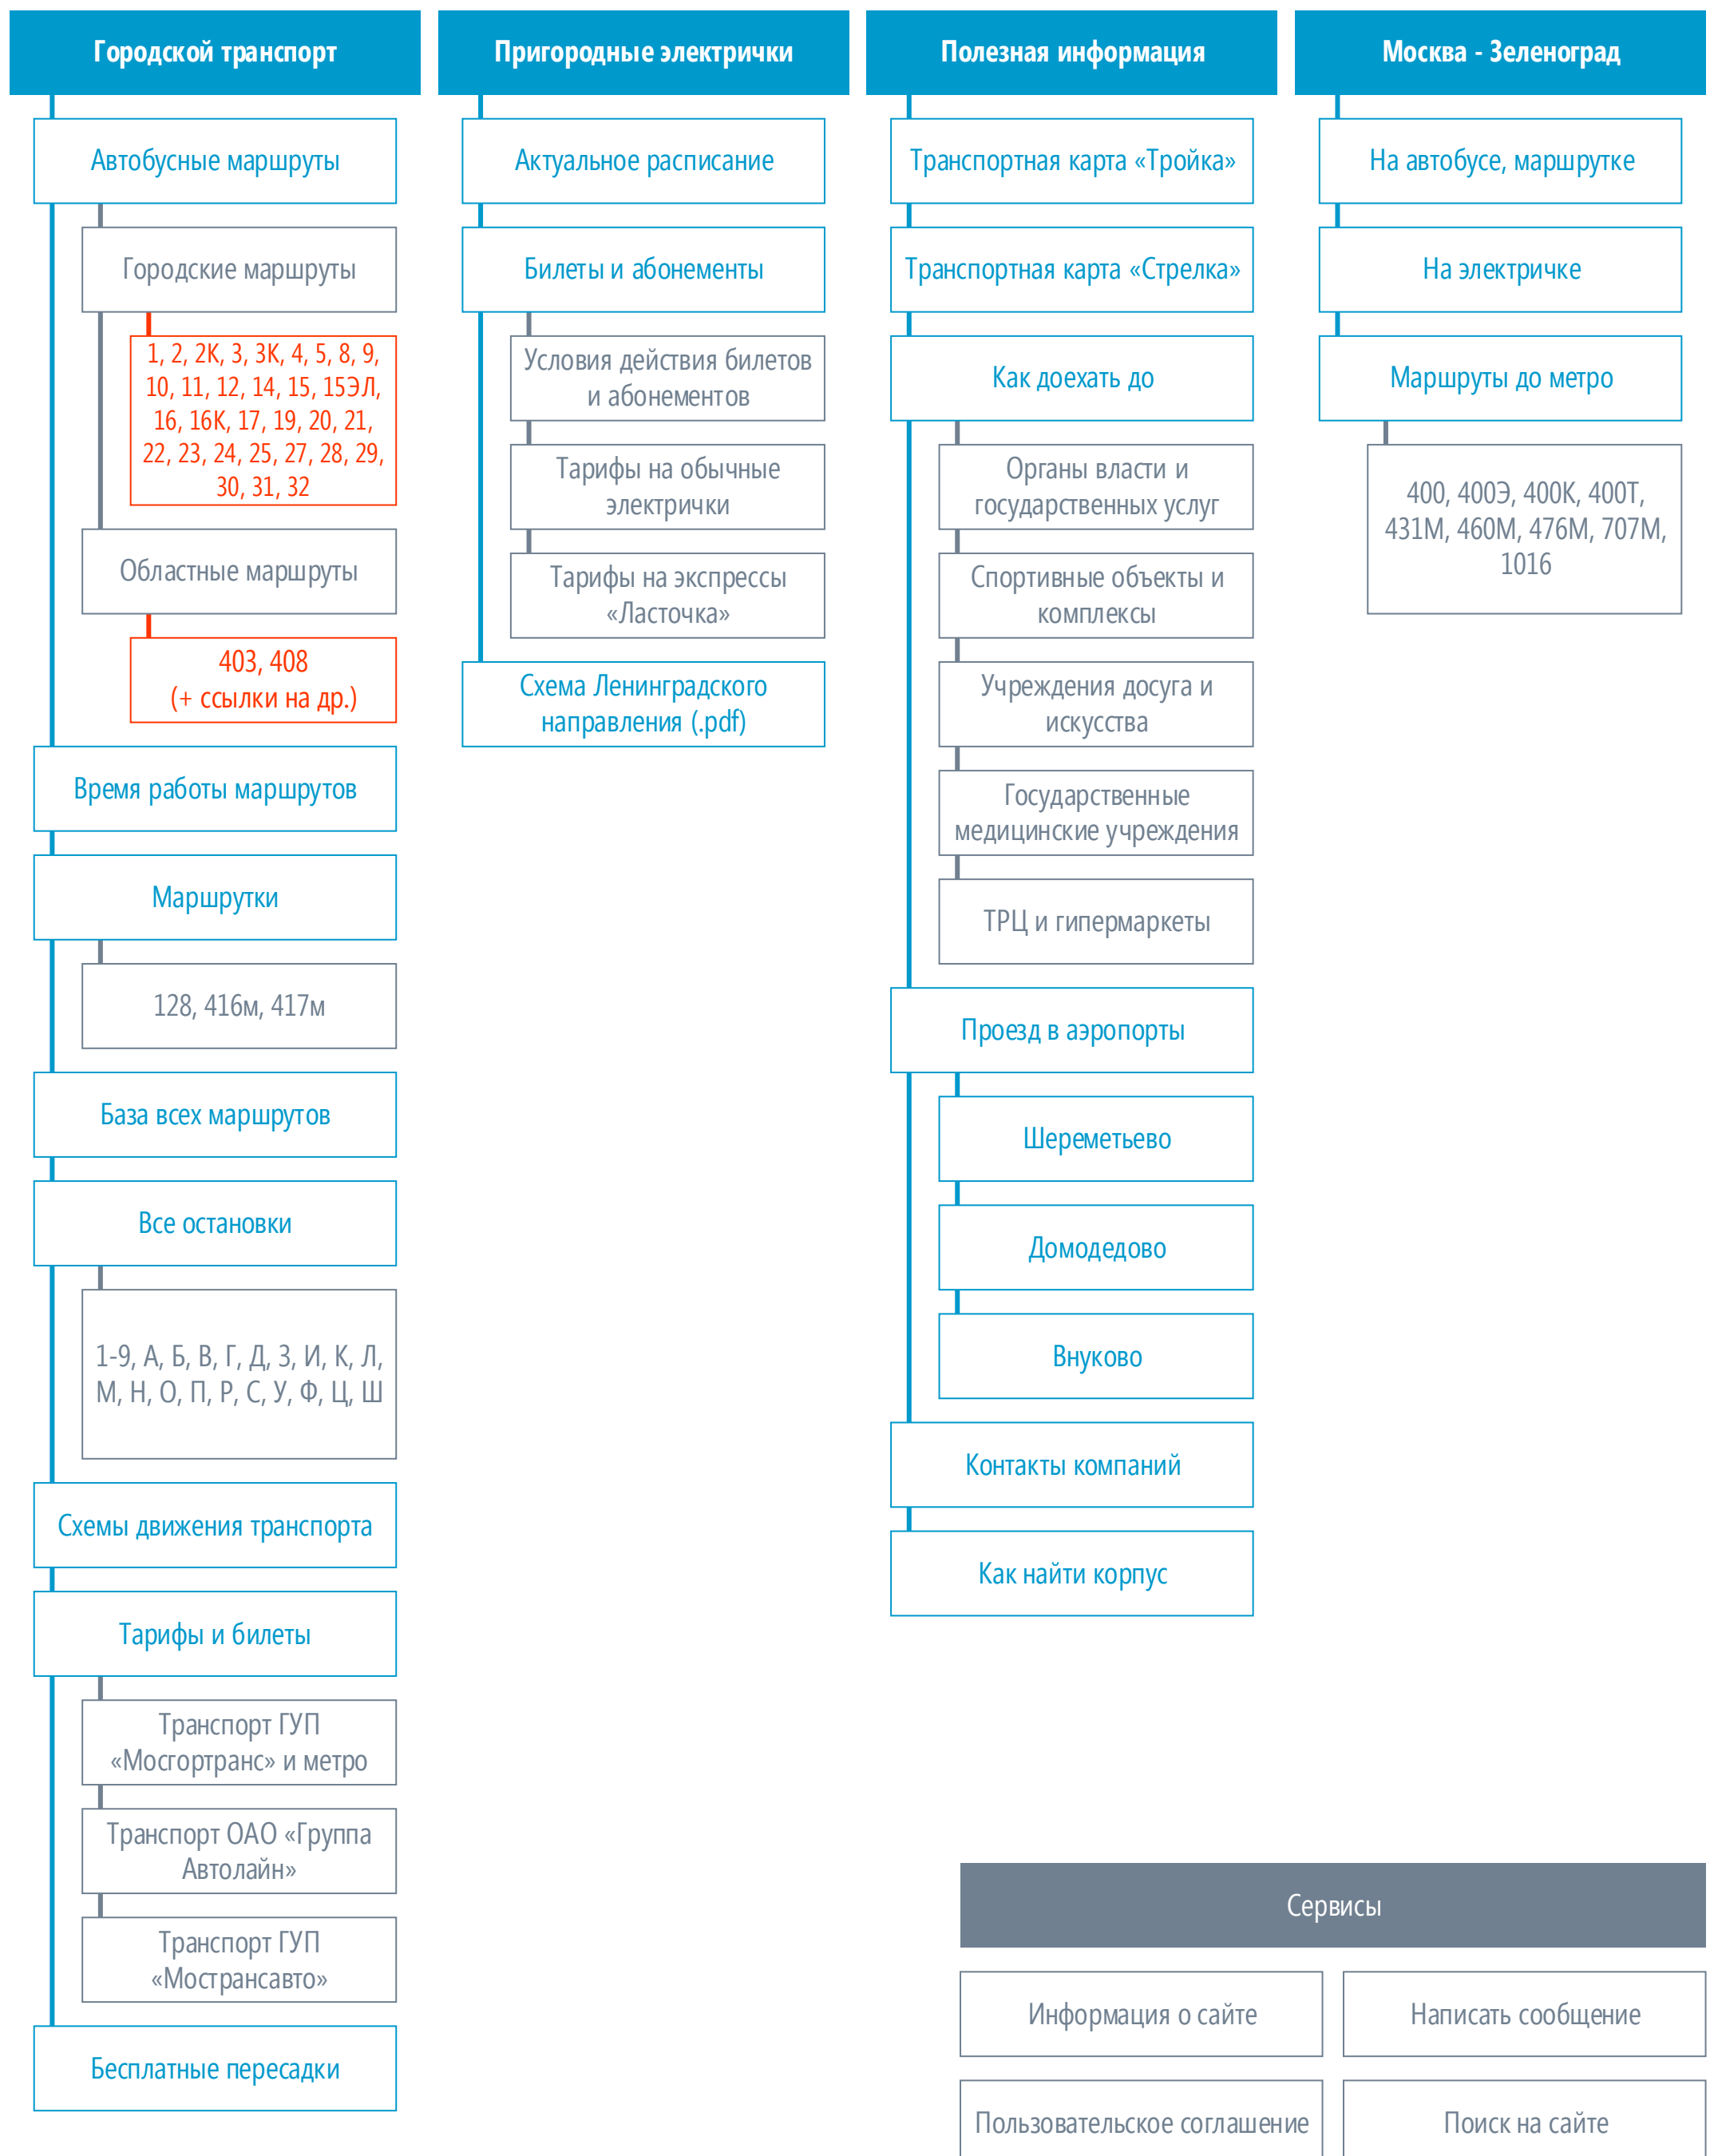 Городской транспорт
Автобусные маршруты
Городские маршруты
1, 2, 2К, 3, 3К, 4, 5, 8, 9,
10, 11, 12, 14, 15, 15ЭЛ,
16, 16К, 17, 19, 20, 21,
22, 23, 24, 25, 27, 28, 29,
30, 31, 32
Областные маршруты
403, 408
(+ ссылки на др.)
Время работы маршрутов
Маршрутки
128, 416м, 417м
База всех маршрутов
Все остановки
1-9, А, Б, В, Г, Д, З, И, К, Л,
М, Н, О, П, Р, С, У, Ф, Ц, Ш
Схемы движения транспорта
Тарифы и билеты
Транспорт ГУП
«Мосгортранс» и метро
Транспорт ОАО «Группа
Автолайн»
Транспорт ГУП
«Мострансавто»
Бесплатные пересадки
Пригородные электрички
Актуальное расписание
Билеты и абонементы
Условия действия билетов
и абонементов
Тарифы на обычные
электрички
Тарифы на экспрессы
«Ласточка»
Схема Ленинградского
направления (.pdf)
Полезная информация
Транспортная карта «Тройка»
Транспортная карта «Стрелка»
Как доехать до
Органы власти и
государственных услуг
Спортивные объекты и
комплексы
Учреждения досуга и
искусства
Государственные
медицинские учреждения
ТРЦ и гипермаркеты
Проезд в аэропорты
Шереметьево
Домодедово
Внуково
Контакты компаний
Как найти корпус
Москва - Зеленоград
На автобусе, маршрутке
На электричке
Маршруты до метро
400, 400Э, 400К, 400Т,
431М, 460М, 476М, 707М,
1016
Сервисы
Информация о сайте
Написать сообщение
Пользовательское соглашение
Поиск на сайте